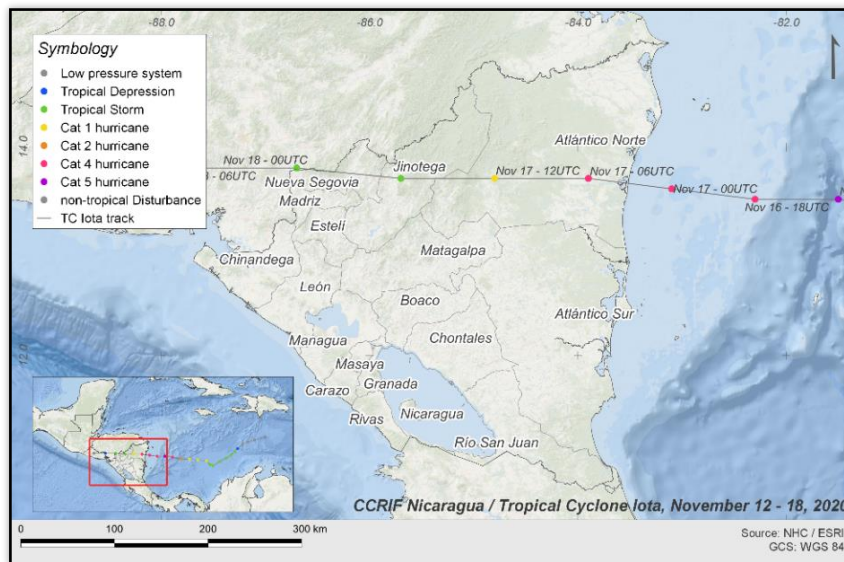 -88.0
-86.0
-84.0
-82.0
Symbology
Low pressure system
Tropical Depression
Tropical Storm
Cat 1 hurricane
Cat 2 hurricane
Cat 4 hurricane
Cat 5 hurricane
non-tropical Disturbance
TC Iota track
14.0
12.0
Atlántico Norte
Nov 18 - 00UTC
- 06UTC
Jinotega
Nov 17 - 12UTC
Nov 17 - 06UTC
Nov 17 - 00UTC
Nov 16 - 18UTC
N
Nueva Segovia
Madriz
Estelí
Chinandega
Matagalpa
León
Boaco
Atlántico Sur
Managua
Chontales
Masaya
Granada
Carazo
Nicaragua
Rivas
Río San Juan
CCRIF Nicaragua / Tropical Cyclone Iota, November 12 - 18, 2020
0 100 200 300 km
Source: NHC / ESRI
GCS: WGS 84